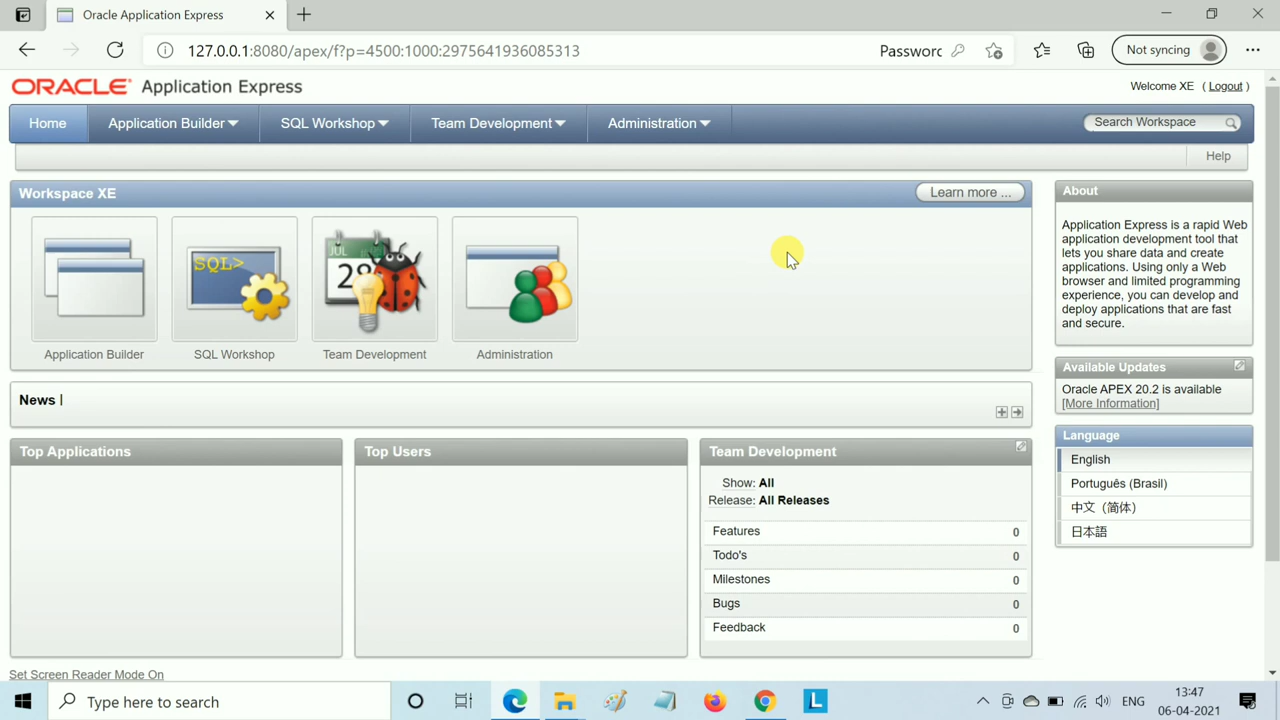 Oracle Application Express
127.0.0.1:8080/apex/f?p=4500:1000:2975641936085313
Password
Not syncing
ORACLE® Application Express
Welcome XE ( Logout )
Home
Application Builder
SQL Workshop
Team Development
Administration
Search Workspace
Help
Workspace XE
Learn more ...
SQL>
JUL
28
Application Builder
SQL Workshop
Team Development
Administration
About
Application Express is a rapid Web
application development tool that
lets you share data and create
applications. Using only a Web
browser and limited programming
experience, you can develop and
deploy applications that are fast
and secure.
Available Updates
Oracle APEX 20.2 is available
[More Information]
News |
Language
English
Português (Brasil)
中文（简体）
日本語
Top Applications
Top Users
Team Development
Show: All
Release: All Releases
Features 0
Todo's 0
Milestones 0
Bugs 0
Feedback 0
Set Screen Reader Mode On
Type here to search
L
ENG
13:47
06-04-2021